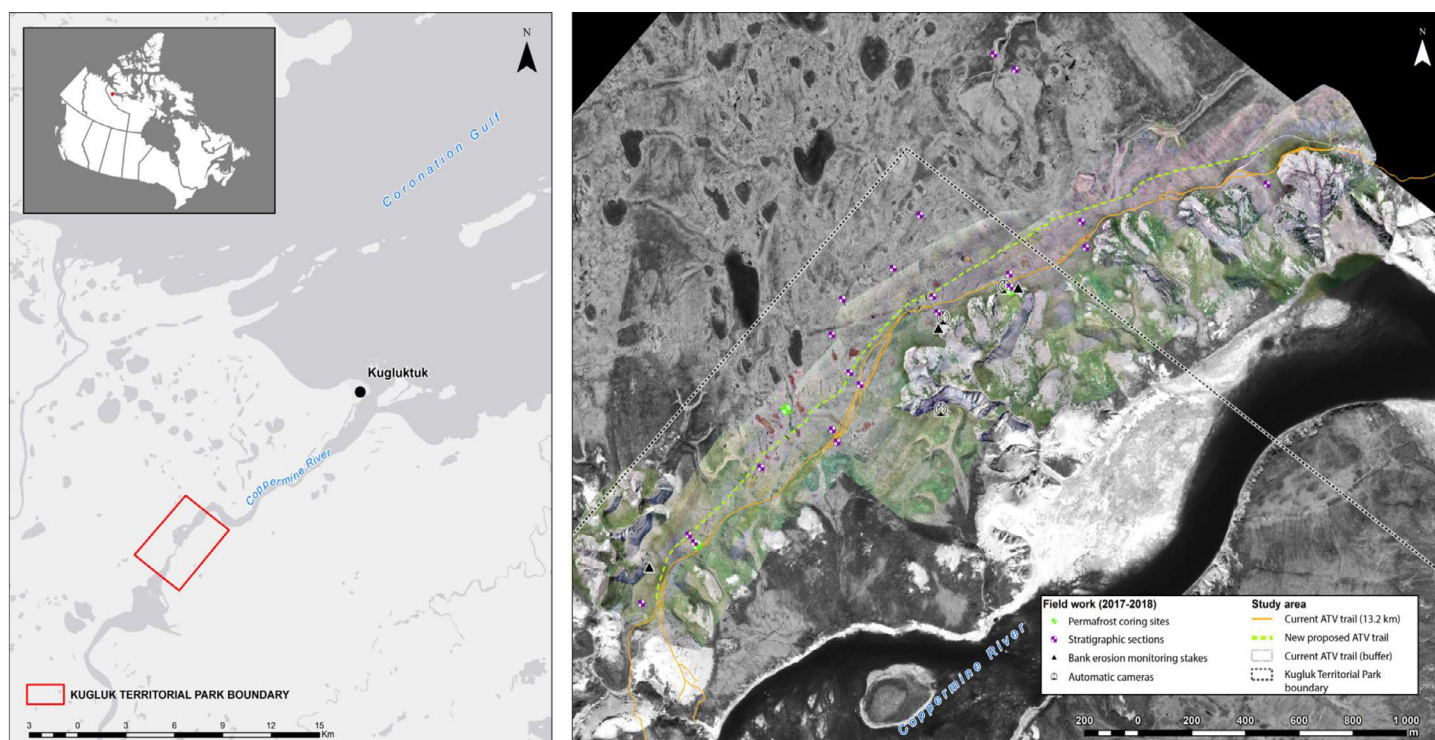 N
Coronation Gulf
Kugluktuk
Coppermine River
KUGLUK TERRITORIAL PARK BOUNDARY
3 0 3 6 9 12 15
Km
N
Coppermine River
Field work (2017-2018)
Permafrost coring sites
Stratigraphic sections
Bank erosion monitoring stakes
Automatic cameras
Study area
Current ATV trail (13.2 km)
New proposed ATV trail
Current ATV trail (buffer)
Kugluk Territorial Park
boundary
200 0 200 400 600 800 1 000
m